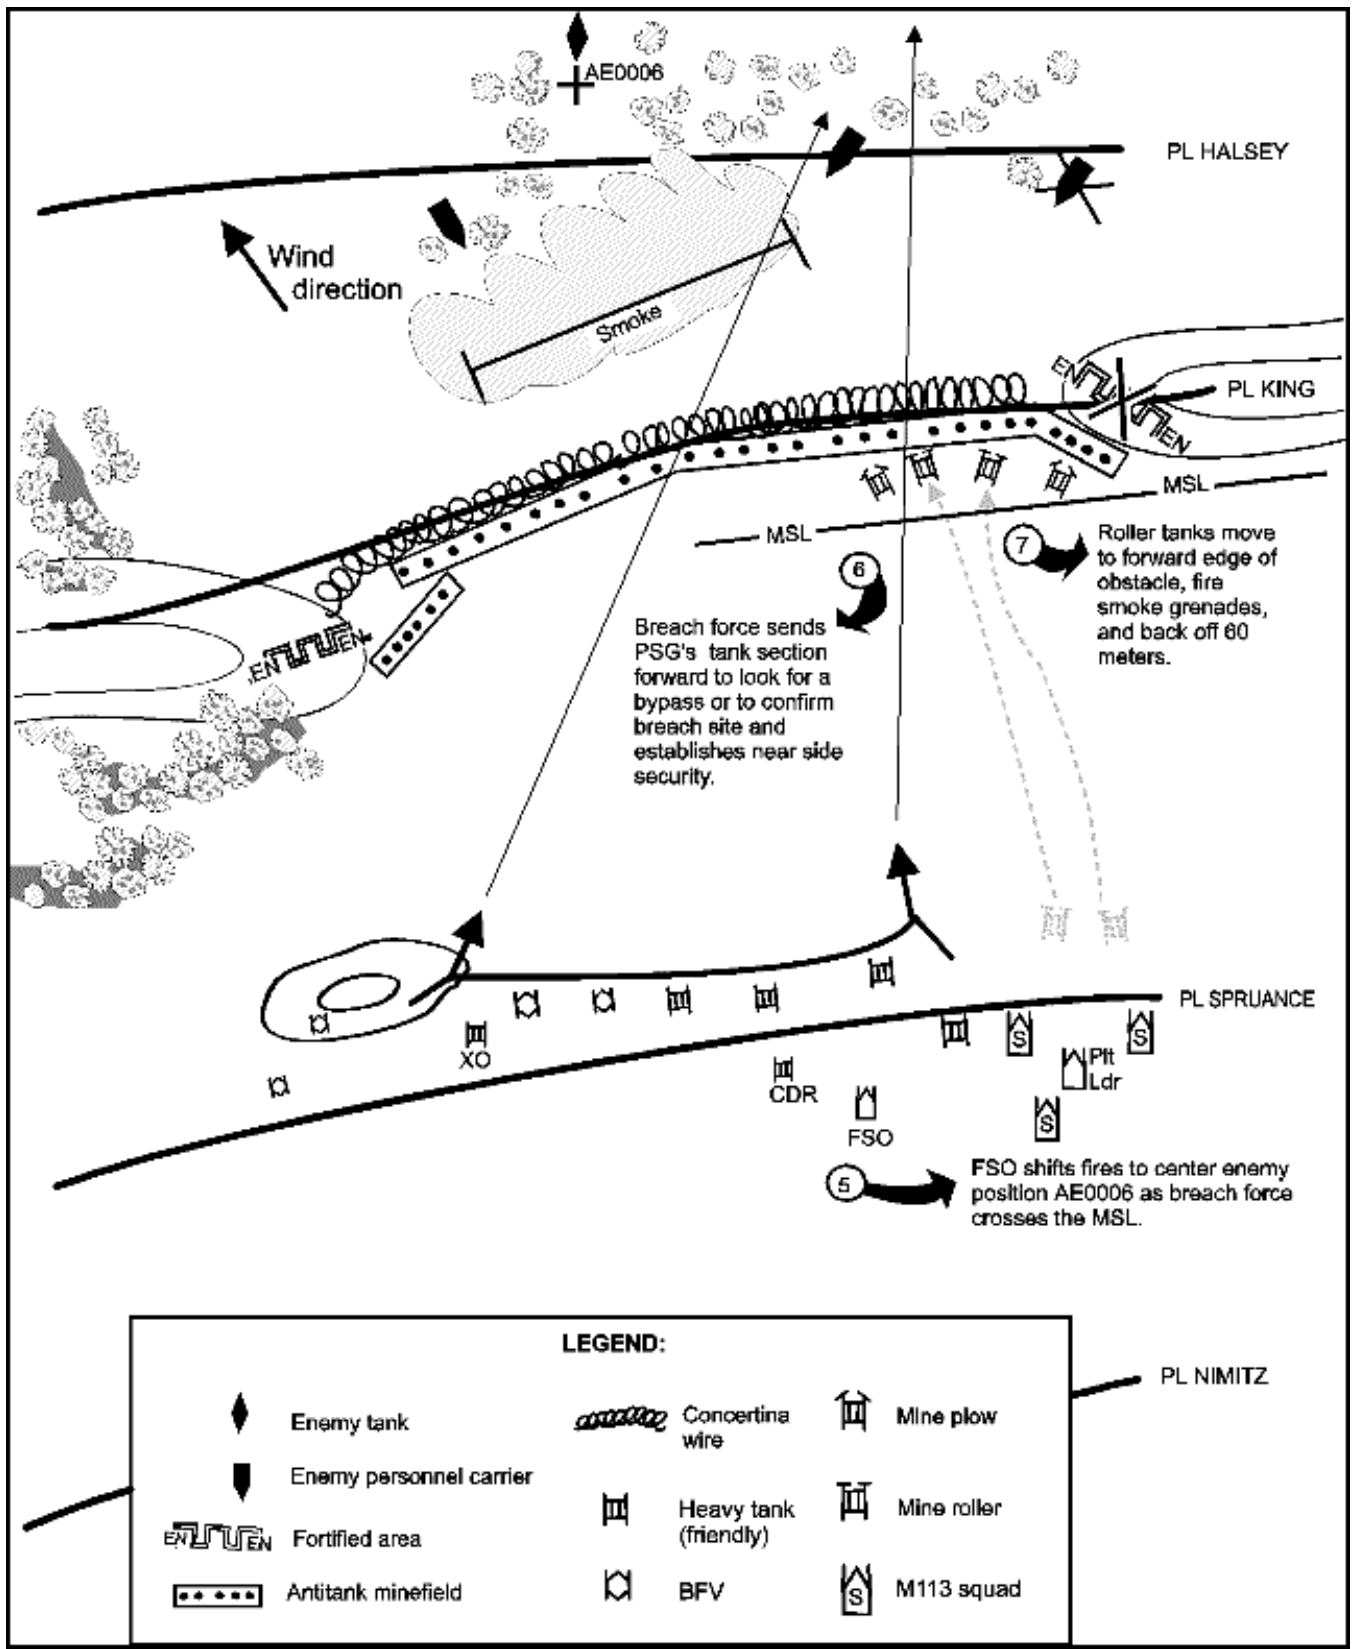 AE0006
PL HALSEY
Wind
direction
Smoke
EN
EN
PL KING
MSL
MSL
7
Roller tanks move
to forward edge of
obstacle, fire
smoke grenades,
and back off 60
meters.
6
Breach force sends
PSG's tank section
forward to look for a
bypass or to confirm
breach site and
establishes near side
security.
EN
EN
PL SPRUANCE
XO
S
S
Plt
Ldr
CDR
S
FSO
5
FSO shifts fires to center enemy
position AE0006 as breach force
crosses the MSL.
PL NIMITZ
LEGEND:
Enemy tank
Concertina
wire
Mine plow
Enemy personnel carrier
Heavy tank
(friendly)
Mine roller
EN
EN
Fortified area
Antitank minefield
BFV
S
M113 squad